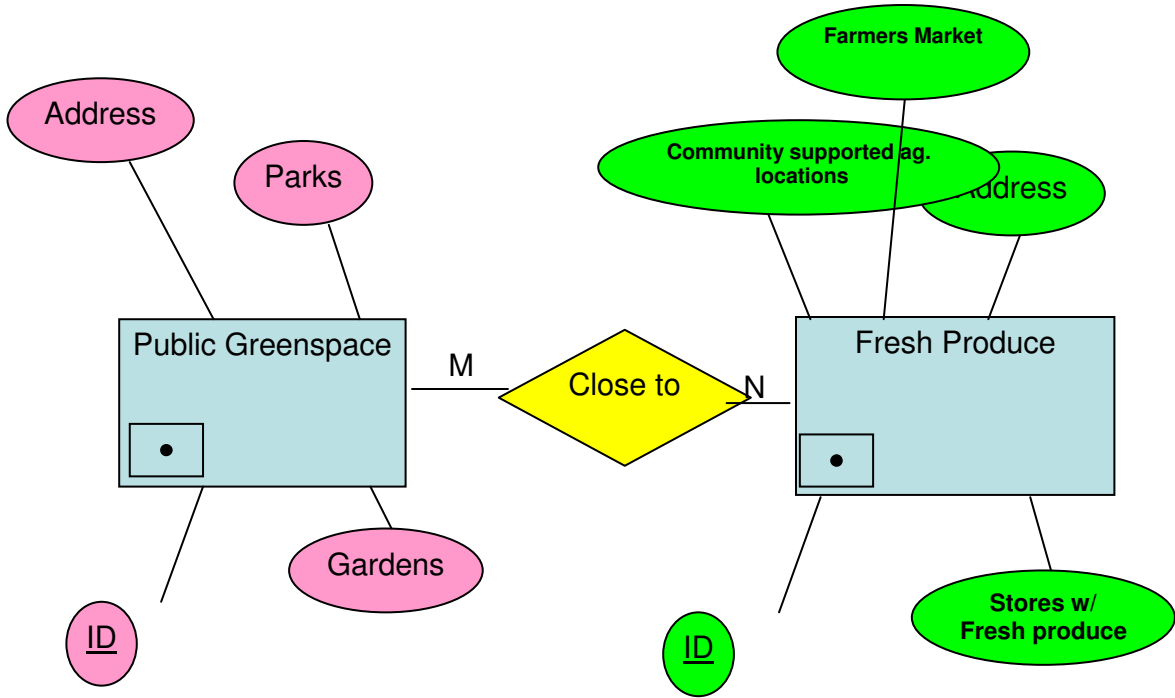 Farmers Market
Address
Parks
Community supported ag.
locations
Address
Public Greenspace
M
Close to
N
Fresh Produce
Gardens
ID
ID
Stores w/
Fresh produce